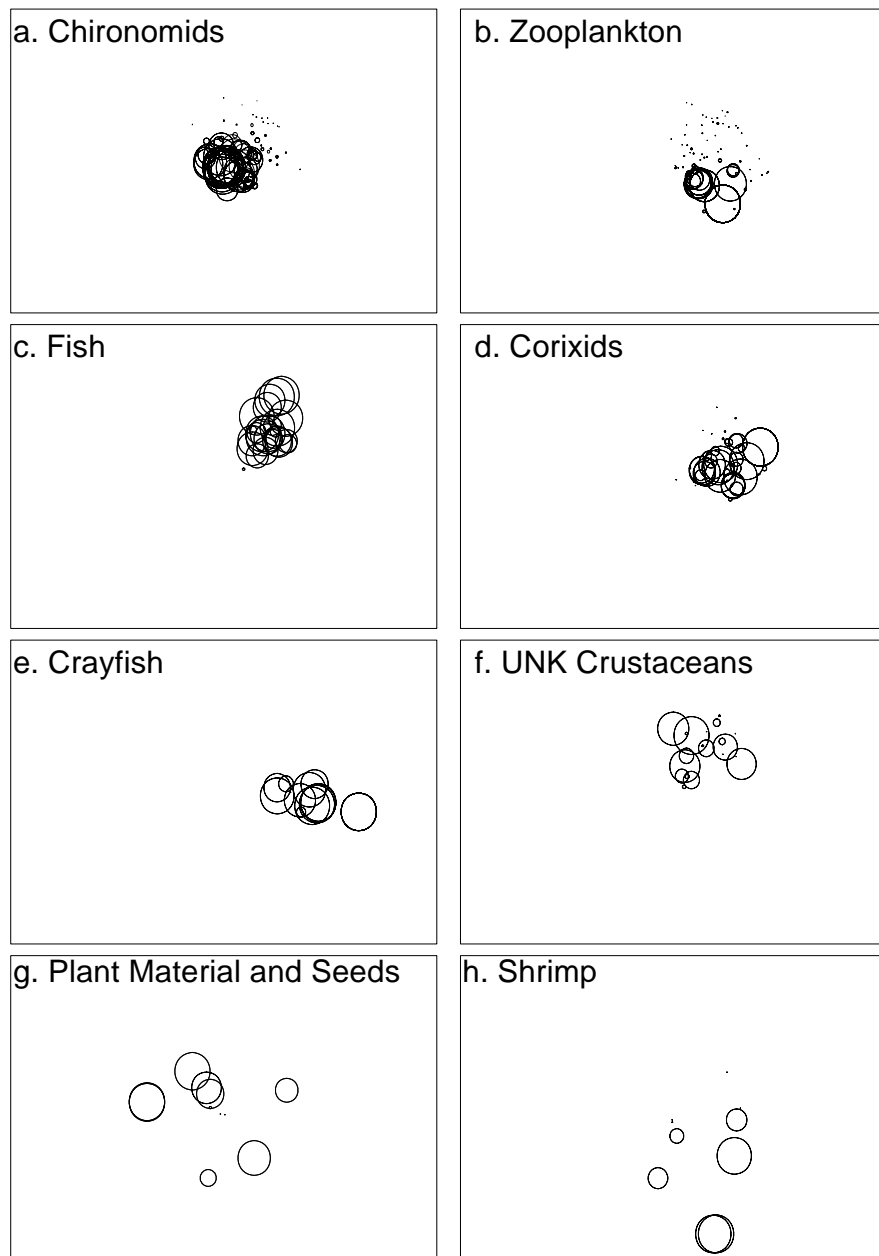 a. Chironomids
b. Zooplankton
c. Fish
d. Corixids
e. Crayfish
f. UNK Crustaceans
g. Plant Material and Seeds
h. Shrimp